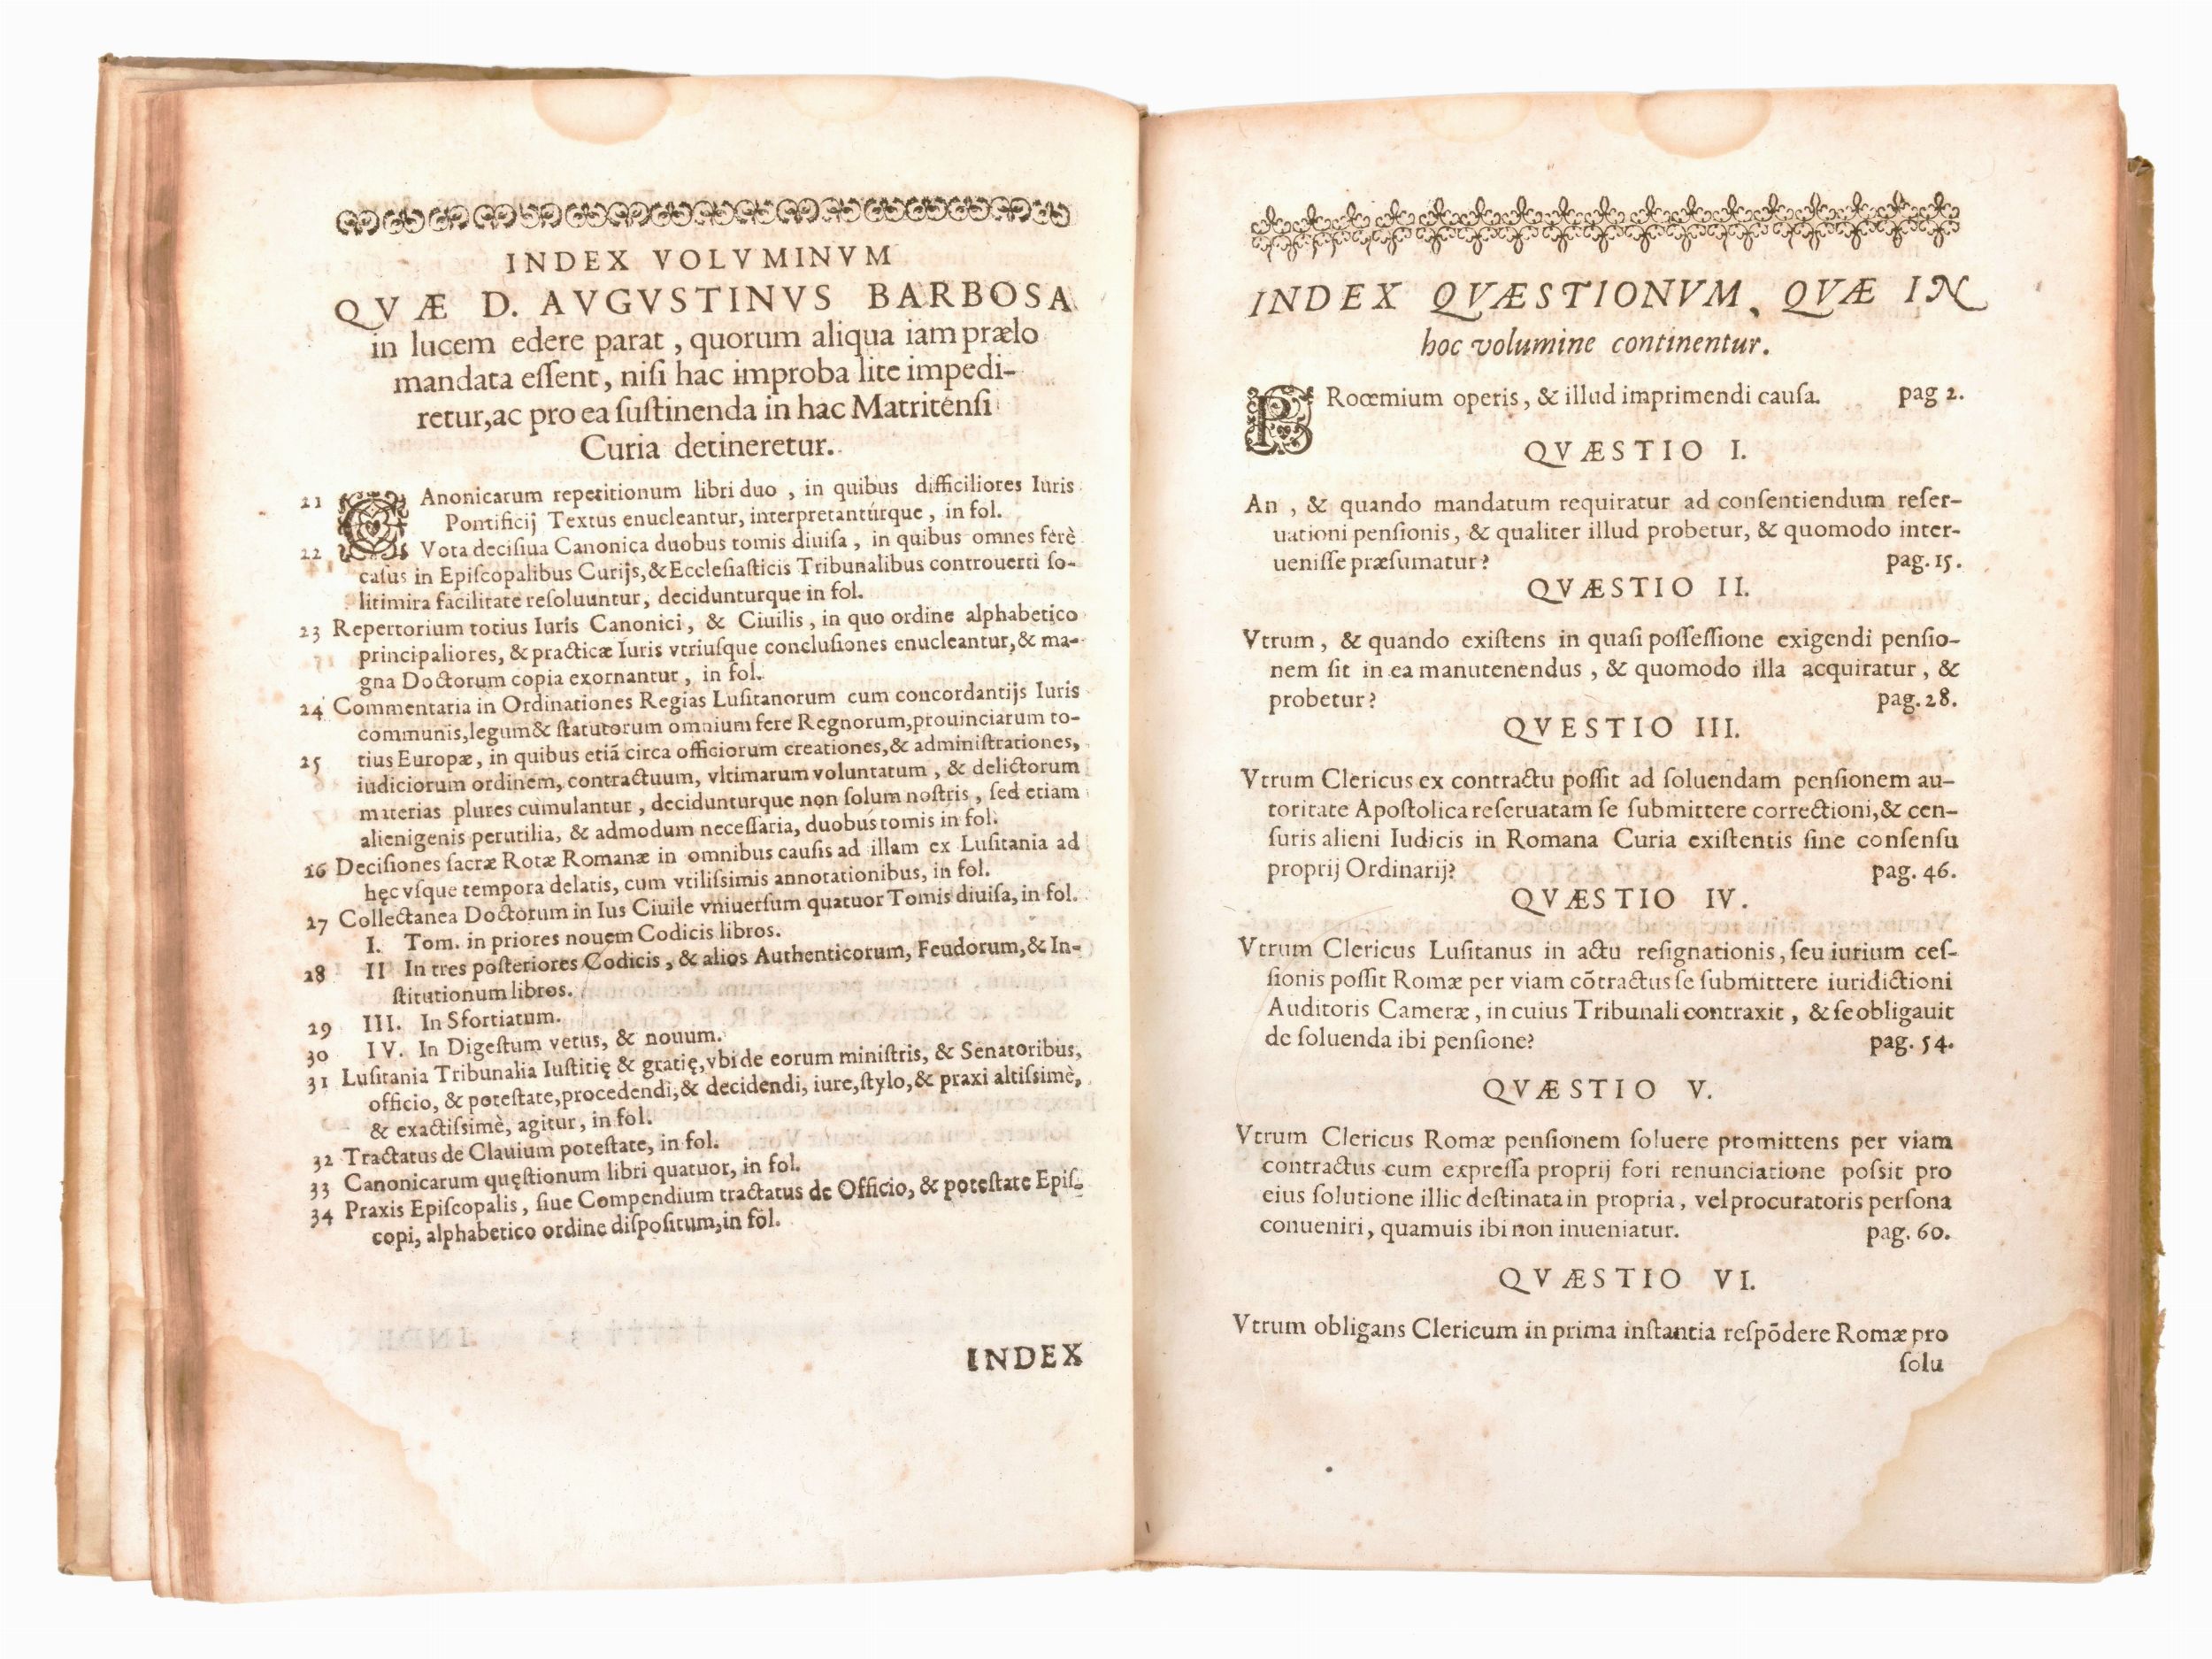 INDEX VOLVMINVM
QVÆ D. AVGVSTINVS BARBOSA
in lucem edere parat , quorum aliqua iam prælo
mandata eſſent , niſi hac improba lite impedi-
retur,ac pro ea ſuſtinenda in hac Matritenſi
Curia detineretur.
21 CAnonicarum repetitionum libri duo , in quibus difficiliores Iuris
Pontificij Textus enucleantur, interpretantúrque , in fol.
22 Vota deciſiua Canonica duobus tomis diuiſa , in quibus omnes ferè
caſus in Epiſcopalibus Curijs,&Eccleſiaſticis Tribunalibus controuerti ſo-
litimira facilitate reſoluuntur, decidunturque in fol.
23 Repertorium totius Iuris Canonici , & Ciuilis , in quo ordine alphabetico
principaliores, & practicæ Iuris vtriuſque concluſiones enucleantur,& ma-
gna Doctorum copia exornantur , in fol.
24 Commentaria in Ordinationes Regias Luſitanorum cum concordantijs Iuris
communis,legum& ſtatutorum omnium fere Regnorum,prouinciarum to-
25 tius Europæ, in quibus etiā circa officiorum creationes,& adminiſtrationes,
iudiciorum ordinem, contractuum, vltimarum voluntatum , & delictorum
materias plures cumulantur , decidunturque non ſolum noſtris , ſed etiam
alienigenis perutilia, & admodum neceſſaria, duobus tomis in fol.
26 Deciſiones ſacræ Rotæ Romanæ in omnibus cauſis ad illam ex Luſitania ad
hęc vſque tempora delatis, cum vtiliſsimis annotationibus, in fol.
27 Collectanea Doctorum in Ius Ciuile vniuerſum quatuor Tomis diuiſa, in fol.
I. Tom. in priores nouem Codicis libros.
28 II In tres poſteriores Codicis , & alios Authenticorum, Feudorum,& In-
ſtitutionum libros.
29 III. In Sfortiatum.
30 IV. In Digeſtum vetus, & nouum.
31 Luſitania Tribunalia Iuſtitię & gratię,vbi de eorum miniſtris, & Senatoribus,
officio, & poteſtate,procedendi,& decidendi, iure,ſtylo,& praxi altiſsimè,
& exactiſsimè, agitur , in fol.
32 Tractatus de Clauium poteſtate, in fol.
33 Canonicarum quęſtionum libri quatuor, in fol.
34 Praxis Epiſcopalis , ſiue Compendium tractatus de Officio, & poteſtate Epiſ-
copi, alphabetico ordine diſpoſitum,in fol.
INDEX
INDEX QVÆSTIONVM, QVÆ IN
hoc volumine continentur.
PRooemium operis , & illud imprimendi cauſa. pag 2.
QVÆSTIO I.
An , & quando mandatum requiratur ad conſentiendum reſer-
uationi penſionis , & qualiter illud probetur, & quomodo inter-
ueniſſe præſumatur? pag. 15.
QVÆSTIO II.
Vtrum , & quando exiſtens in quaſi poſſeſſione exigendi penſio-
nem ſit in ea manutenendus , & quomodo illa acquiratur , &
probetur? pag. 28.
QVESTIO III.
Vtrum Clericus ex contractu poſſit ad ſoluendam penſionem au-
toritate Apoſtolica reſeruatam ſe ſubmittere correctioni,& cen-
ſuris alieni Iudicis in Romana Curia exiſtentis ſine conſenſu
proprij Ordinarij? pag. 46.
QVÆSTIO IV.
Vtrum Clericus Luſitanus in actu reſignationis, ſeu iurium ceſ-
ſionis poſſit Romæ per viam cōtractus ſe ſubmittere iuridictioni
Auditoris Cameræ , in cuius Tribunali contraxit , & ſe obligauit
de ſoluenda ibi penſione? pag. 54.
QVÆSTIO V.
Vtrum Clericus Romæ penſionem ſoluere promittens per viam
contractus cum expreſſa proprij fori renunciatione poſsit pro
eius ſolutione illic deſtinata in propria , vel procuratoris perſona
conueniri , quamuis ibi non inueniatur. pag. 60.
QVÆSTIO VI.
Vtrum obligans Clericum in prima inſtantia reſpōdere Romæ pro
ſolu